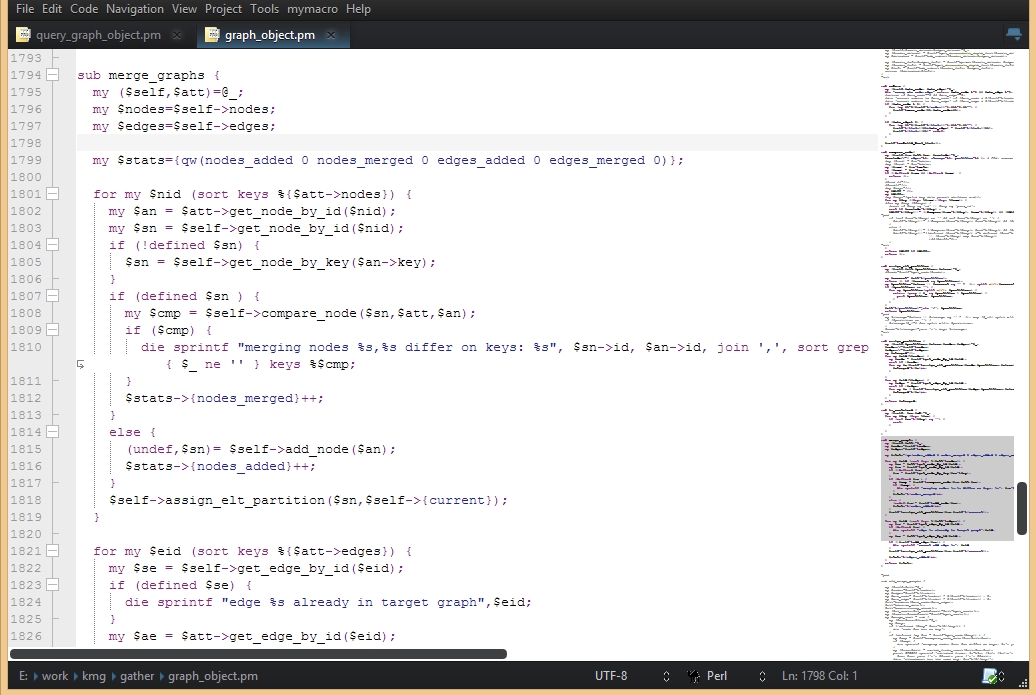 File Edit Code Navigation View Project Tools mymacro Help
query_graph_object.pm graph_object.pm
1793
1794 sub merge_graphs {
1795 my ($self,$att)=@_;
1796 my $nodes=$self->nodes;
1797 my $edges=$self->edges;
1798
1799 my $stats={qw(nodes_added 0 nodes_merged 0 edges_added 0 edges_merged 0)};
1800
1801 for my $nid (sort keys %{$att->nodes}) {
1802 my $an = $att->get_node_by_id($nid);
1803 my $sn = $self->get_node_by_id($nid);
1804 if (!defined $sn) {
1805 $sn = $self->get_node_by_key($an->key);
1806 }
1807 if (defined $sn ) {
1808 my $cmp = $self->compare_node($sn,$att,$an);
1809 if ($cmp) {
1810 die sprintf "merging nodes %s,%s differ on keys: %s", $sn->id, $an->id, join ',', sort grep
{ $_ ne '' } keys %$cmp;
1811 }
1812 $stats->{nodes_merged}++;
1813 }
1814 else {
1815 (undef,$sn)= $self->add_node($an);
1816 $stats->{nodes_added}++;
1817 }
1818 $self->assign_elt_partition($sn,$self->{current});
1819 }
1820
1821 for my $eid (sort keys %{$att->edges}) {
1822 my $se = $self->get_edge_by_id($eid);
1823 if (defined $se) {
1824 die sprintf "edge %s already in target graph",$eid;
1825 }
1826 my $ae = $att->get_edge_by_id($eid);
E: work kmg gather graph_object.pm UTF-8 Perl Ln: 1798 Col: 1